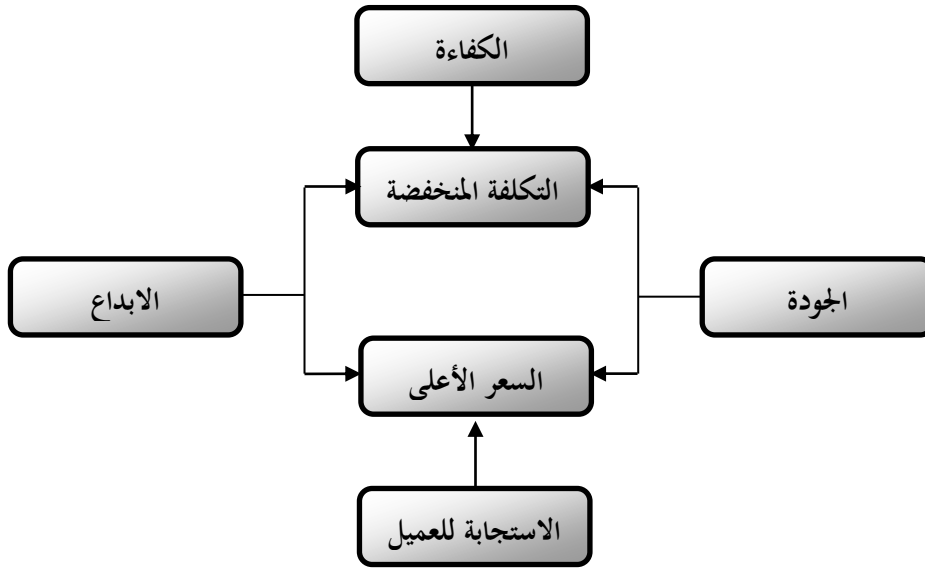 الكفاءة
التكلفة المنخفضة
الجودة
الابداع
السعر الأعلى
الاستجابة للعميل